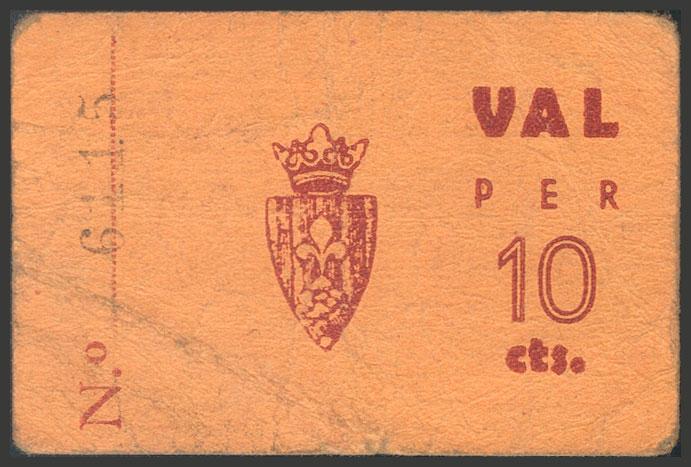 VAL
PER
10
cts.
N.º